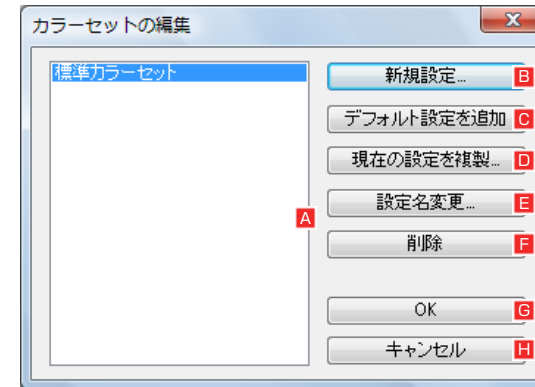 カラーセットの編集
標準カラーセット
A
新規設定... B
デフォルト設定を追加 C
現在の設定を複製... D
設定名変更... E
削除 F
OK G
キャンセル H